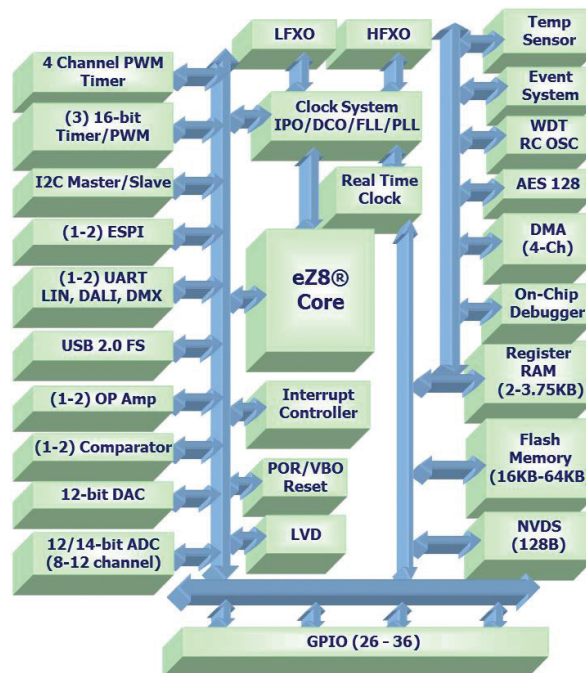 LFXO
HFXO
Temp
Sensor
4 Channel PWM
Timer
Event
System
(3) 16-bit
Timer/PWM
Clock System
IPO/DCO/FLL/PLL
WDT
RC OSC
I2C Master/Slave
Real Time
Clock
AES 128
(1-2) ESPI
DMA
(4-Ch)
(1-2) UART
LIN, DALI, DMX
eZ8® 
Core
On-Chip
Debugger
USB 2.0 FS
Register
RAM
(2-3.75KB)
(1-2) OP Amp
Interrupt
Controller
(1-2) Comparator
Flash
Memory
(16KB-64KB)
12-bit DAC
POR/VBO
Reset
12/14-bit ADC
(8-12 channel)
LVD
NVDS
(128B)
GPIO (26 - 36)